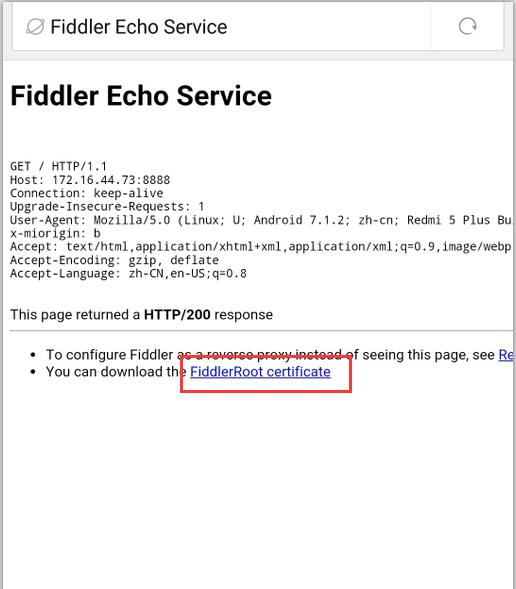 Fiddler Echo Service
Fiddler Echo Service
GET / HTTP/1.1
Host: 172.16.44.73:8888
Connection: keep-alive
Upgrade-Insecure-Requests: 1
User-Agent: Mozilla/5.0 (Linux; U; Android 7.1.2; zh-cn; Redmi 5 Plus Bu
x-miorigin: b
Accept: text/html,application/xhtml+xml,application/xml;q=0.9,image/webp
Accept-Encoding: gzip, deflate
Accept-Language: zh-CN,en-US;q=0.8
This page returned a HTTP/200 response
• To configure Fiddler as a reverse proxy instead of seeing this page, see Re
• You can download the FiddlerRoot certificate